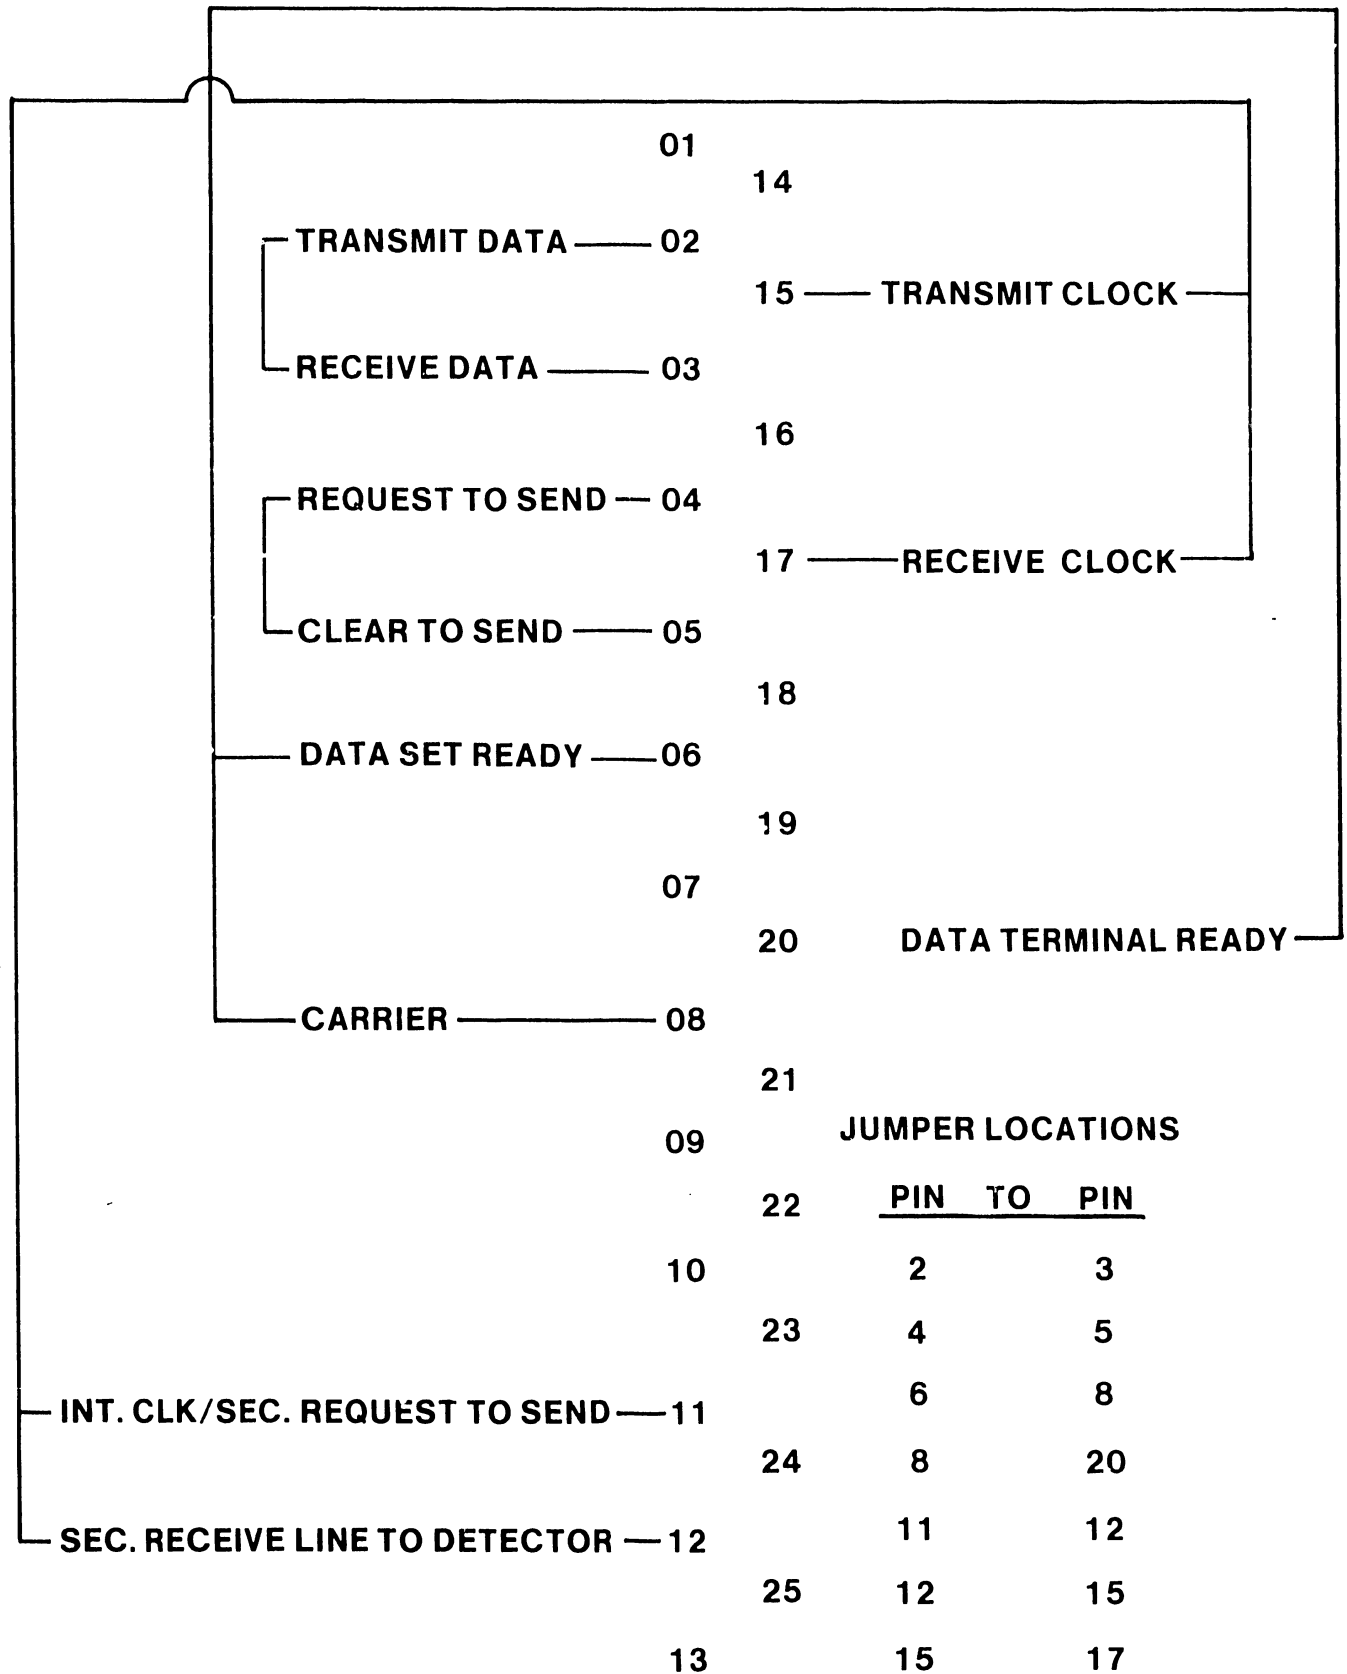 01
14
TRANSMIT DATA 02
15 TRANSMIT CLOCK
RECEIVE DATA 03
16
REQUEST TO SEND 04
17 RECEIVE CLOCK
CLEAR TO SEND 05
18
DATA SET READY 06
19
07
20 DATA TERMINAL READY
CARRIER 08
21
JUMPER LOCATIONS
09
22 PIN TO PIN
10 2 3
23 4 5
6 8
INT. CLK/SEC. REQUEST TO SEND 11
24 8 20
11 12
SEC. RECEIVE LINE TO DETECTOR 12
25 12 15
13 15 17